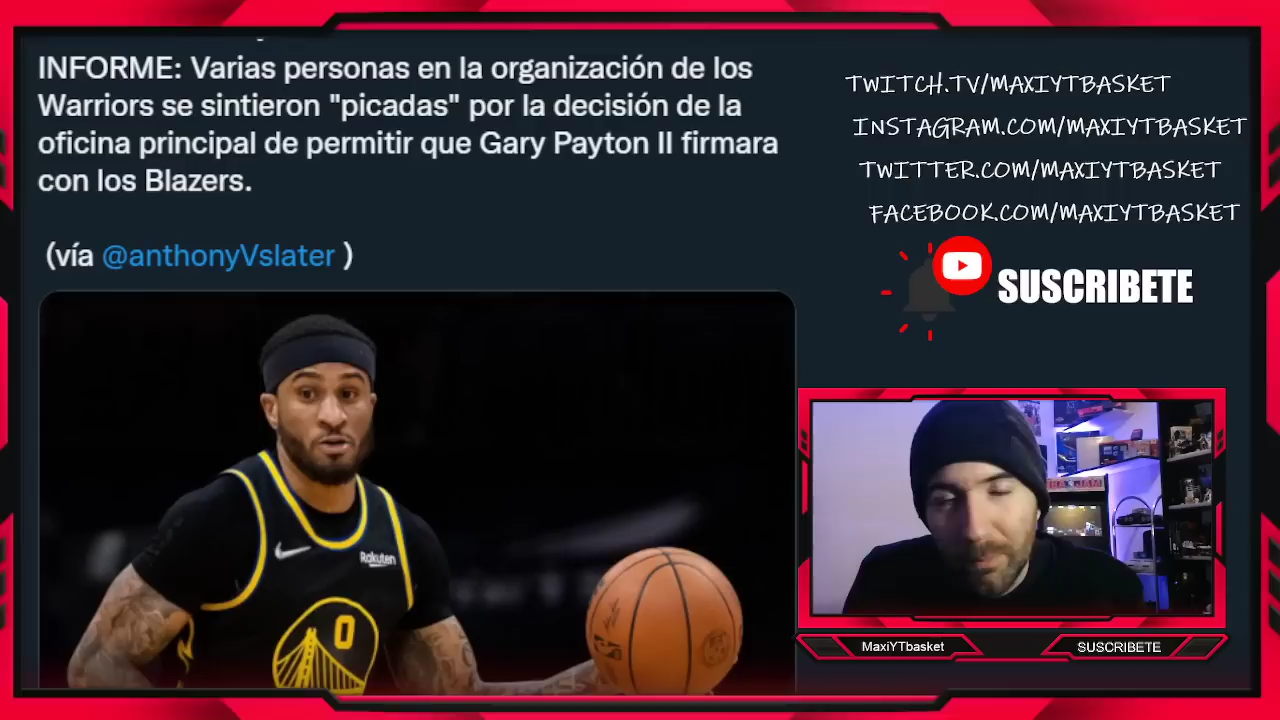 INFORME: Varias personas en la organización de los
Warriors se sintieron "picadas" por la decisión de la
oficina principal de permitir que Gary Payton II firmara
con los Blazers.
(vía @anthonyVslater )
TWITCH.TV/MAXIYTBASKET
INSTAGRAM.COM/MAXIYTBASKET
TWITTER.COM/MAXIYTBASKET
FACEBOOK.COM/MAXIYTBASKET
SUSCRIBETE
Rakuten
0
MaxiYTbasket
SUSCRIBETE